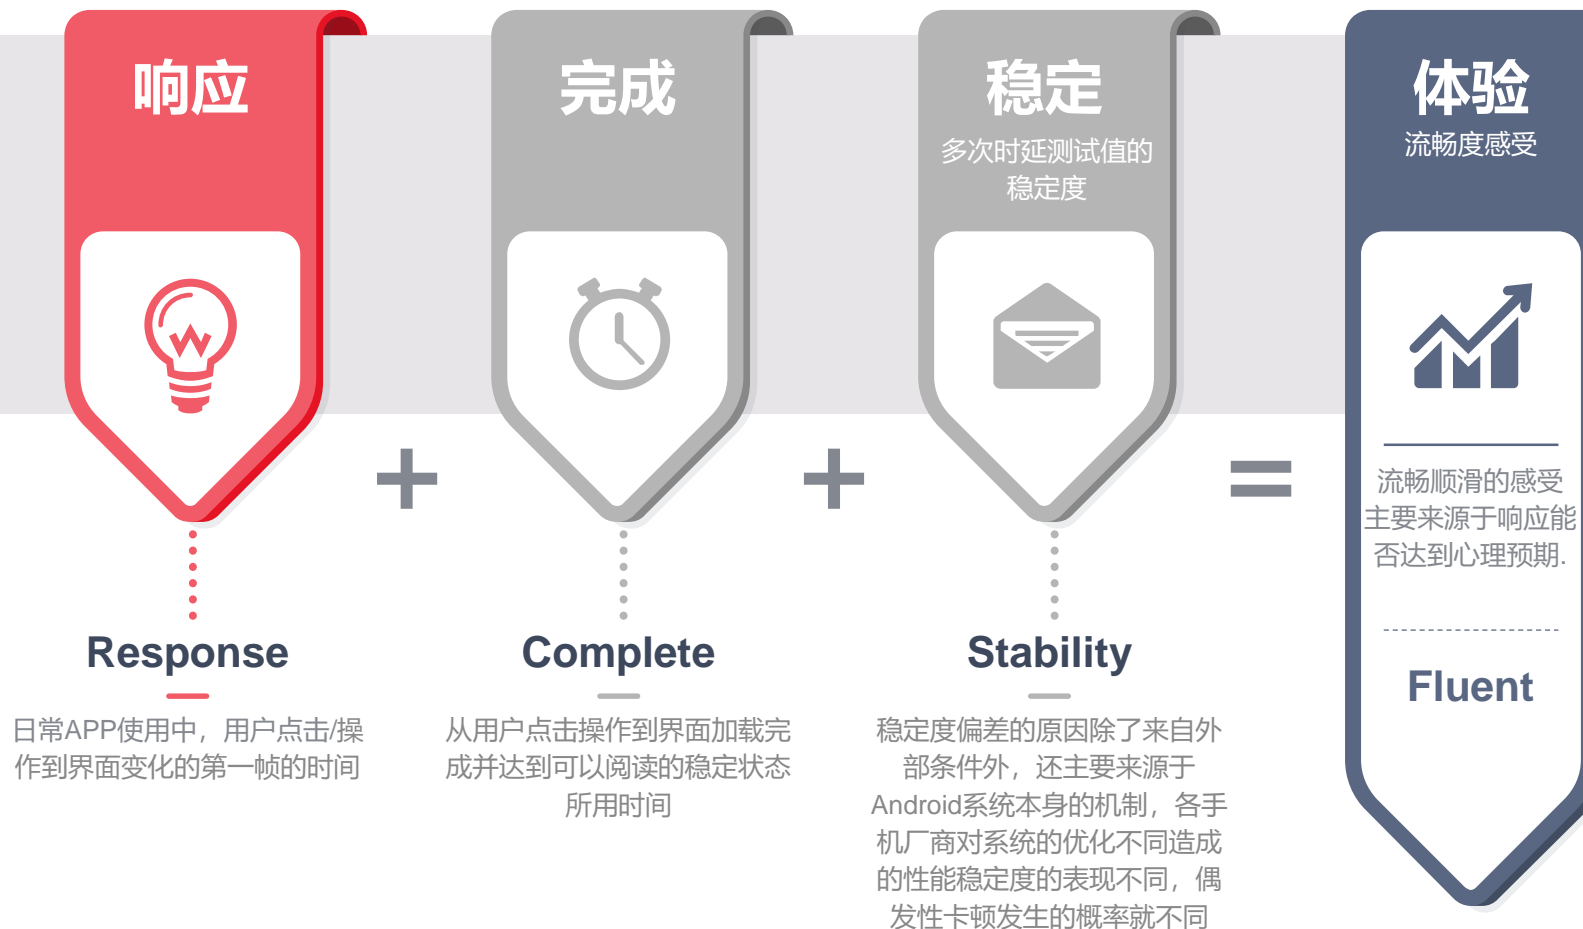 响应
完成
稳定
多次时延测试值的
稳定度
体验
流畅度感受
流畅顺滑的感受
主要来源于响应能
否达到心理预期.
Fluent
Response
日常APP使用中，用户点击/操
作到界面变化的第一帧的时间
Complete
从用户点击操作到界面加载完
成并达到可以阅读的稳定状态
所用时间
Stability
稳定度偏差的原因除了来自外
部条件外，还主要来源于
Android系统本身的机制，各手
机厂商对系统的优化不同造成
的性能稳定度的表现不同，偶
发性卡顿发生的概率就不同